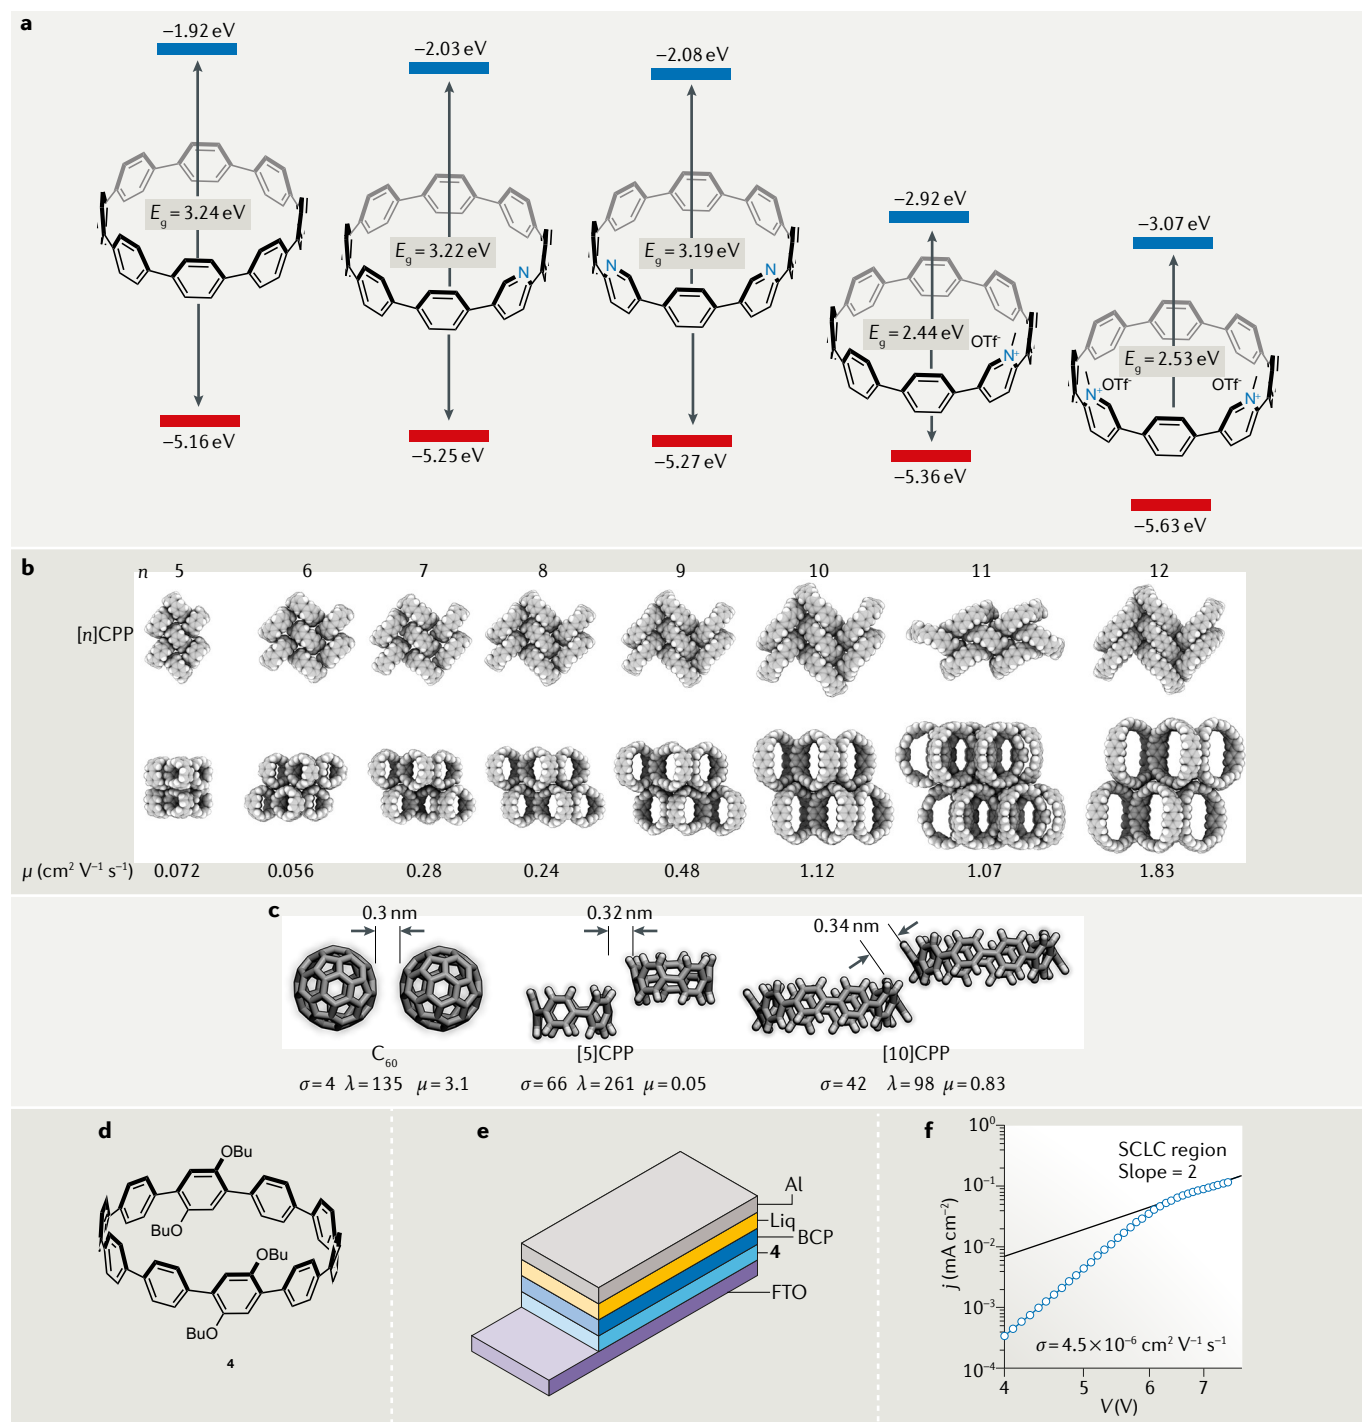 a
−1.92 eV
−2.03 eV
−2.08 eV
−2.92 eV
−3.07 eV
Eg = 3.24 eV
Eg = 3.22 eV
N
Eg = 3.19 eV
N
N
Eg = 2.44 eV
OTf-
N+
Eg = 2.53 eV
N+
OTf-
OTf-
N+
−5.16 eV
−5.25 eV
−5.27 eV
−5.36 eV
−5.63 eV
b
n 5 6 7 8 9 10 11 12
[n]CPP
μ (cm² V⁻¹ s⁻¹) 0.072 0.056 0.28 0.24 0.48 1.12 1.07 1.83
c
0.3 nm
0.32 nm
0.34 nm
C₆₀
[5]CPP
[10]CPP
σ = 4 λ = 135 μ = 3.1
σ = 66 λ = 261 μ = 0.05
σ = 42 λ = 98 μ = 0.83
d
OBu
BuO
OBu
BuO
4
e
Al
Liq
BCP
4
FTO
f
j (mA cm⁻²)
10⁰
10⁻¹
10⁻²
10⁻³
10⁻⁴
SCLC region
Slope = 2
σ = 4.5 × 10⁻⁶ cm² V⁻¹ s⁻¹
4 5 6 7
V (V)